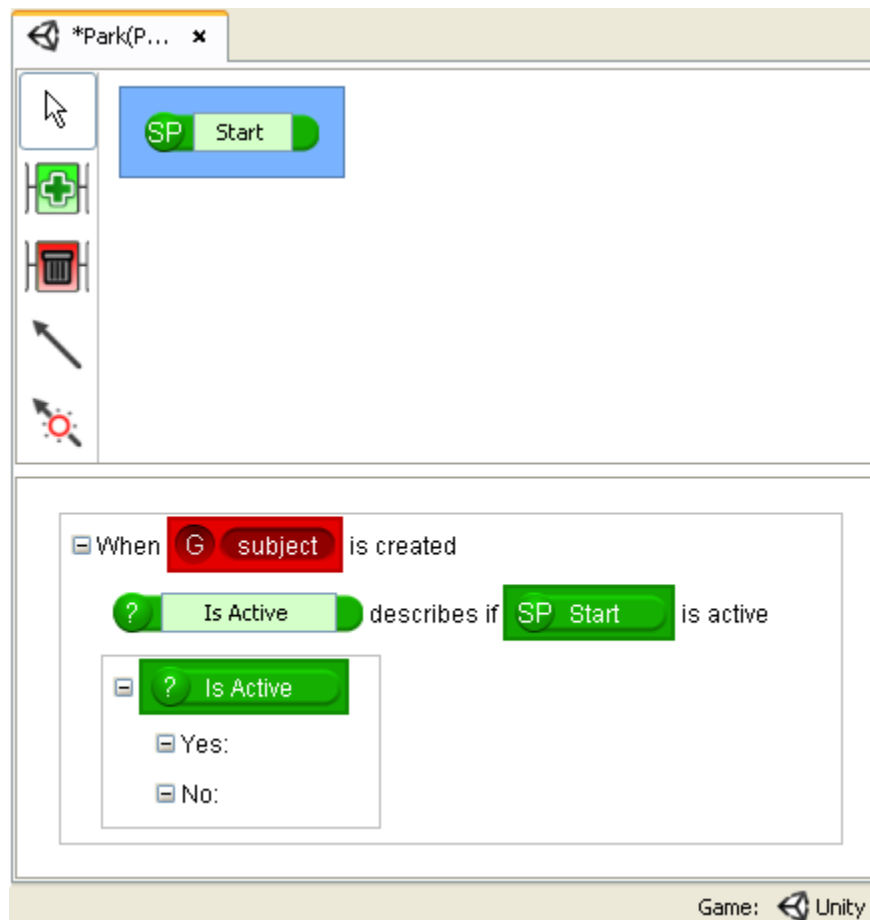 *Park(P... ×
SP Start
When G subject is created
? Is Active describes if SP Start is active
? Is Active
Yes:
No:
Game: Unity